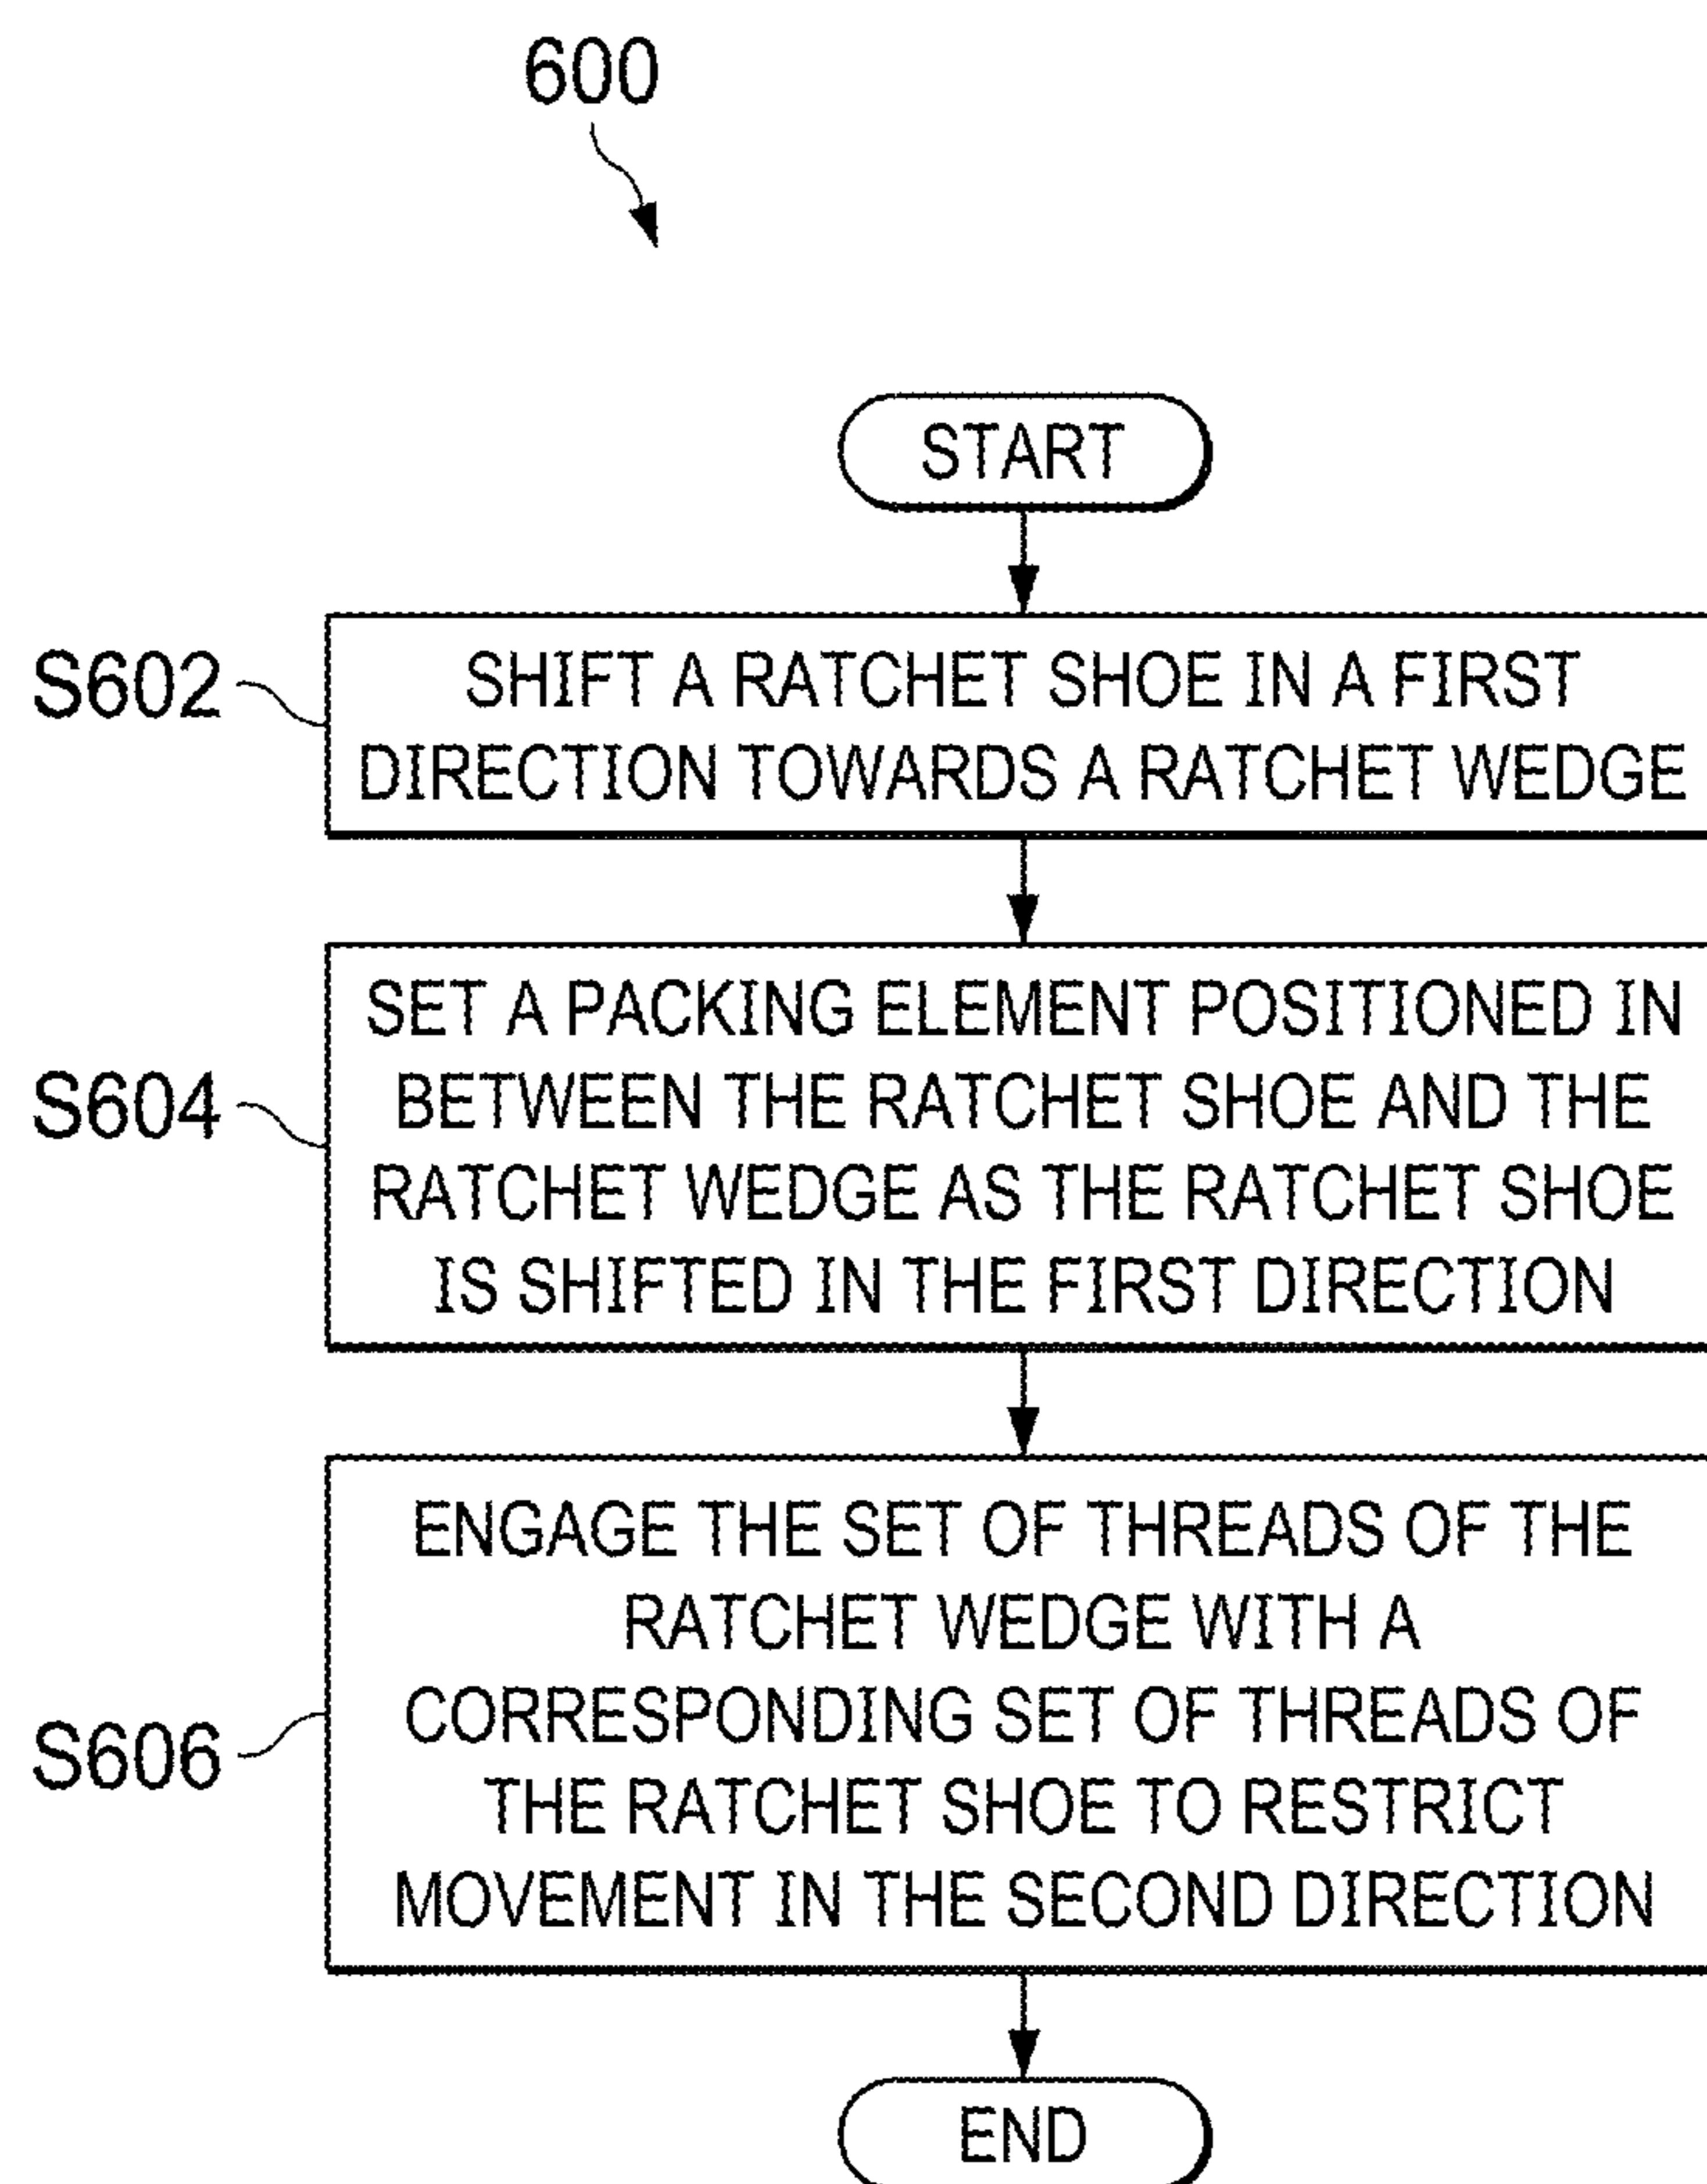 600
START
S602
SHIFT A RATCHET SHOE IN A FIRST
DIRECTION TOWARDS A RATCHET WEDGE
S604
SET A PACKING ELEMENT POSITIONED IN
BETWEEN THE RATCHET SHOE AND THE
RATCHET WEDGE AS THE RATCHET SHOE
IS SHIFTED IN THE FIRST DIRECTION
S606
ENGAGE THE SET OF THREADS OF THE
RATCHET WEDGE WITH A
CORRESPONDING SET OF THREADS OF
THE RATCHET SHOE TO RESTRICT
MOVEMENT IN THE SECOND DIRECTION
END